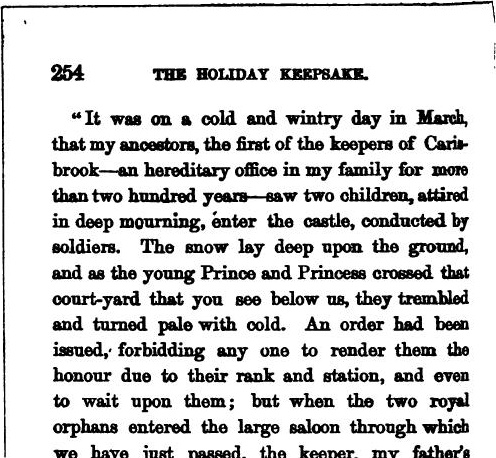 254 THE HOLIDAY KEEPSAKE.
"It was on a cold and wintry day in March,
that my ancestors, the first of the keepers of Caris-
brook—an hereditary office in my family for more
than two hundred years—saw two children, attired
in deep mourning, enter the castle, conducted by
soldiers. The snow lay deep upon the ground,
and as the young Prince and Princess crossed that
court-yard that you see below us, they trembled
and turned pale with cold. An order had been
issued, forbidding any one to render them the
honour due to their rank and station, and even
to wait upon them; but when the two royal
orphans entered the large saloon through which
we have just passed, the keeper, my father's